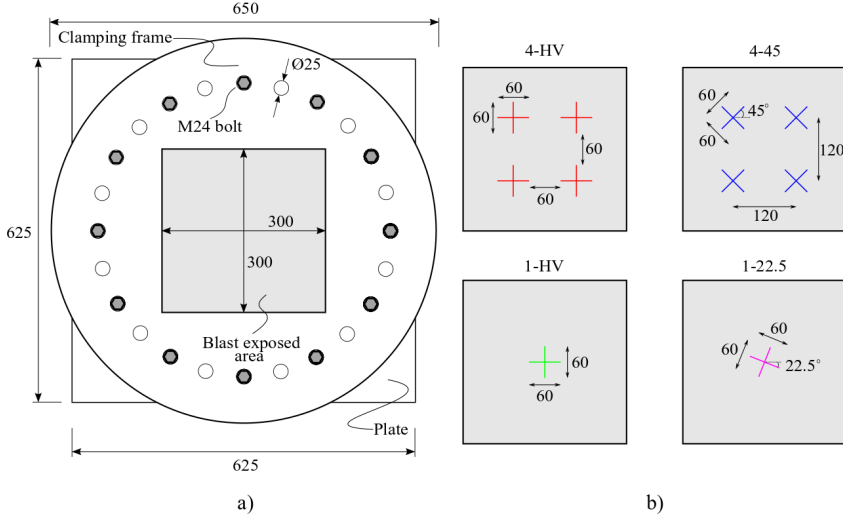 650
Clamping frame
Ø25
M24 bolt
625
300
300
Blast exposed
area
Plate
625
a)
4-HV
60
60
60
60
4-45
60
45°
60
120
120
1-HV
60
60
1-22.5
60
60
22.5°
b)